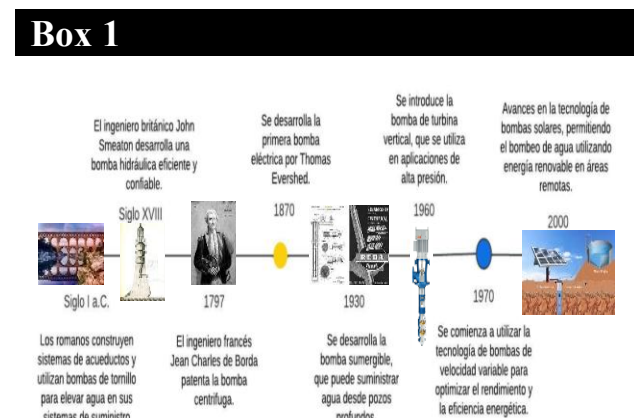 Box 1
El ingeniero británico John
Smeaton desarrolla una
bomba hidráulica eficiente y
confiable.
Siglo XVIII
Se desarrolla la
primera bomba
eléctrica por Thomas
Evershed.
1870
Se introduce la
bomba de turbina
vertical, que se utiliza
en aplicaciones de
alta presión.
1960
Avances en la tecnología de
bombas solares, permitiendo
el bombeo de agua utilizando
energía renovable en áreas
remotas.
2000
Siglo I a.C.
Los romanos construyen
sistemas de acueductos y
utilizan bombas de tornillo
para elevar agua en sus
sistemas de suministro
1797
El ingeniero francés
Jean Charles de Borda
patenta la bomba
centrifuga.
REDA
1930
Se desarrolla la
bomba sumergible,
que puede suministrar
agua desde pozos
profundos
1970
Se comienza a utilizar la
tecnología de bombas de
velocidad variable para
optimizar el rendimiento y
la eficiencia energética.